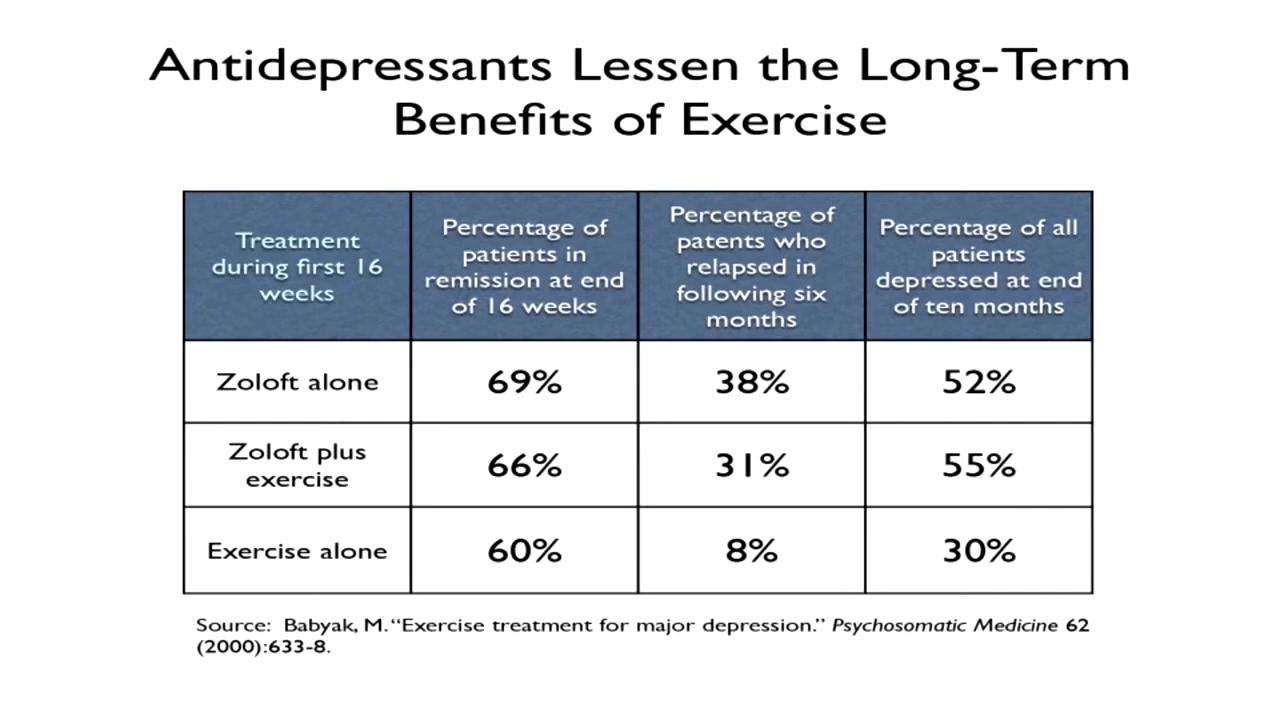 Antidepressants Lessen the Long-Term
Benefits of Exercise
Treatment
during first 16
weeks
Percentage of
patients in
remission at end
of 16 weeks
Percentage of
patents who
relapsed in
following six
months
Percentage of all
patients
depressed at end
of ten months
Zoloft alone
69%
38%
52%
Zoloft plus
exercise
66%
31%
55%
Exercise alone
60%
8%
30%
Source:  Babyak, M. “Exercise treatment for major depression.” Psychosomatic Medicine 62
(2000):633-8.